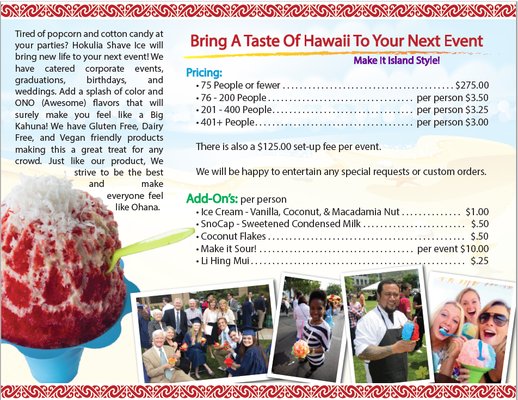 Tired of popcorn and cotton candy at
your parties? Hokulia Shave Ice will
bring new life to your next event! We
have catered corporate events,
graduations, birthdays, and
weddings. Add a splash of color and
ONO (Awesome) flavors that will
surely make you feel like a Big
Kahuna! We have Gluten Free, Dairy
Free, and Vegan friendly products
making this a great treat for any
crowd. Just like our product, We
strive to be the best
and make
everyone feel
like Ohana.
Bring A Taste Of Hawaii To Your Next Event
Make It Island Style!
Pricing:
• 75 People or fewer . . . . . . . . . . . . . . . . . . . . . . . . . . . . . . . . . . . $275.00
• 76 - 200 People . . . . . . . . . . . . . . . . . . . . . . . . . . . . . per person $3.50
• 201 - 400 People . . . . . . . . . . . . . . . . . . . . . . . . . . . . per person $3.25
• 401+ People . . . . . . . . . . . . . . . . . . . . . . . . . . . . . . . per person $3.00
There is also a $125.00 set-up fee per event.
We will be happy to entertain any special requests or custom orders.
Add-On's: per person
• Ice Cream - Vanilla, Coconut, & Macadamia Nut . . . . . . . . . . . . $1.00
• SnoCap - Sweetened Condensed Milk . . . . . . . . . . . . . . . . . . . . $.50
• Coconut Flakes . . . . . . . . . . . . . . . . . . . . . . . . . . . . . . . . . . . . . . . $.50
• Make it Sour! . . . . . . . . . . . . . . . . . . . . . . . . . . . . . . per event $10.00
• Li Hing Mui . . . . . . . . . . . . . . . . . . . . . . . . . . . . . . . . . . . . . . . . . . $.25